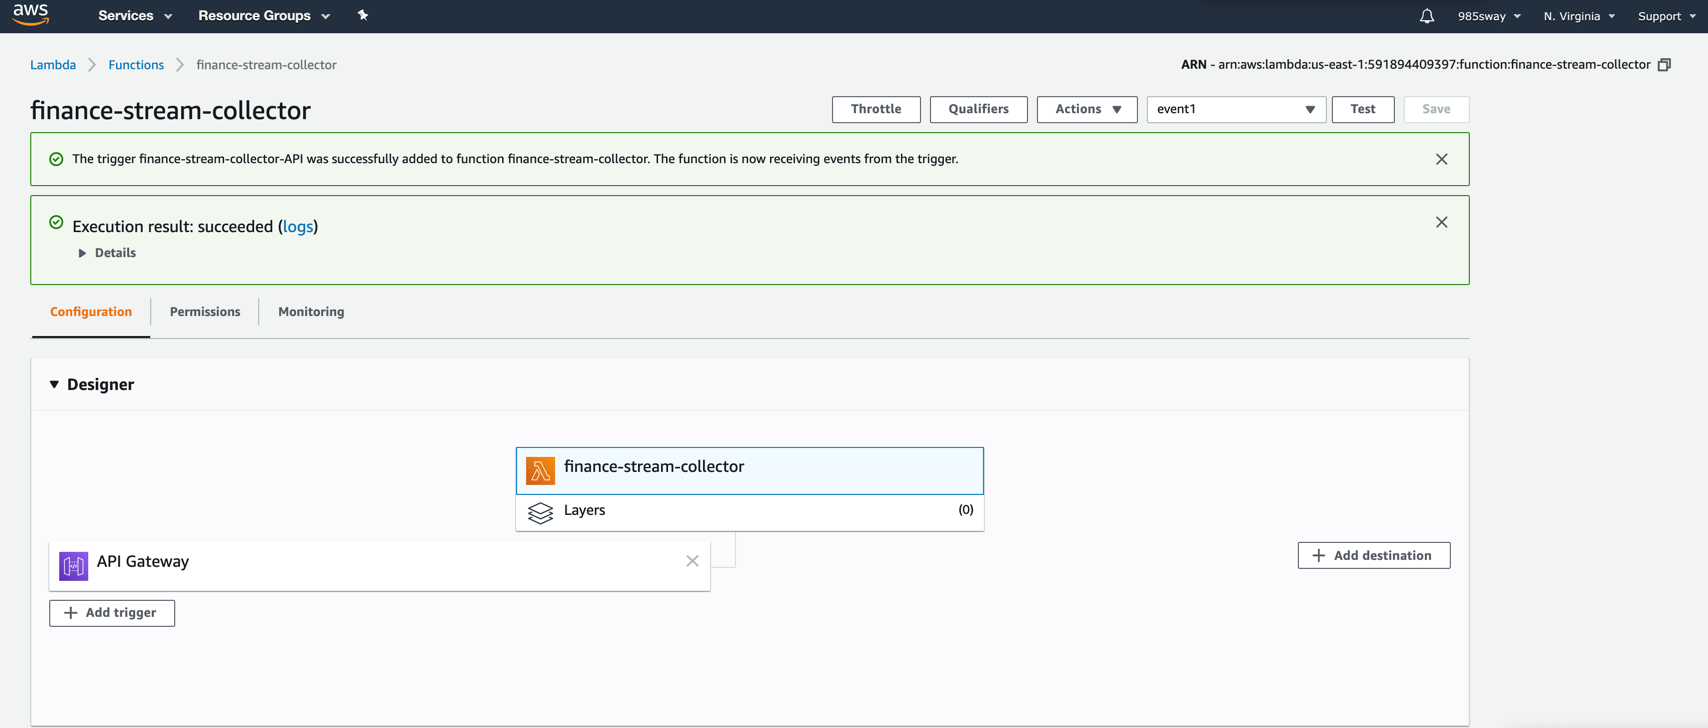 aws Services Resource Groups 985sway N. Virginia Support
Lambda Functions finance-stream-collector ARN - arn:aws:lambda:us-east-1:591894409397:function:finance-stream-collector
finance-stream-collector Throttle Qualifiers Actions event1 Test Save
The trigger finance-stream-collector-API was successfully added to function finance-stream-collector. The function is now receiving events from the trigger.
Execution result: succeeded (logs)
Details
Configuration Permissions Monitoring
Designer
finance-stream-collector
Layers (0)
API Gateway
Add destination
Add trigger